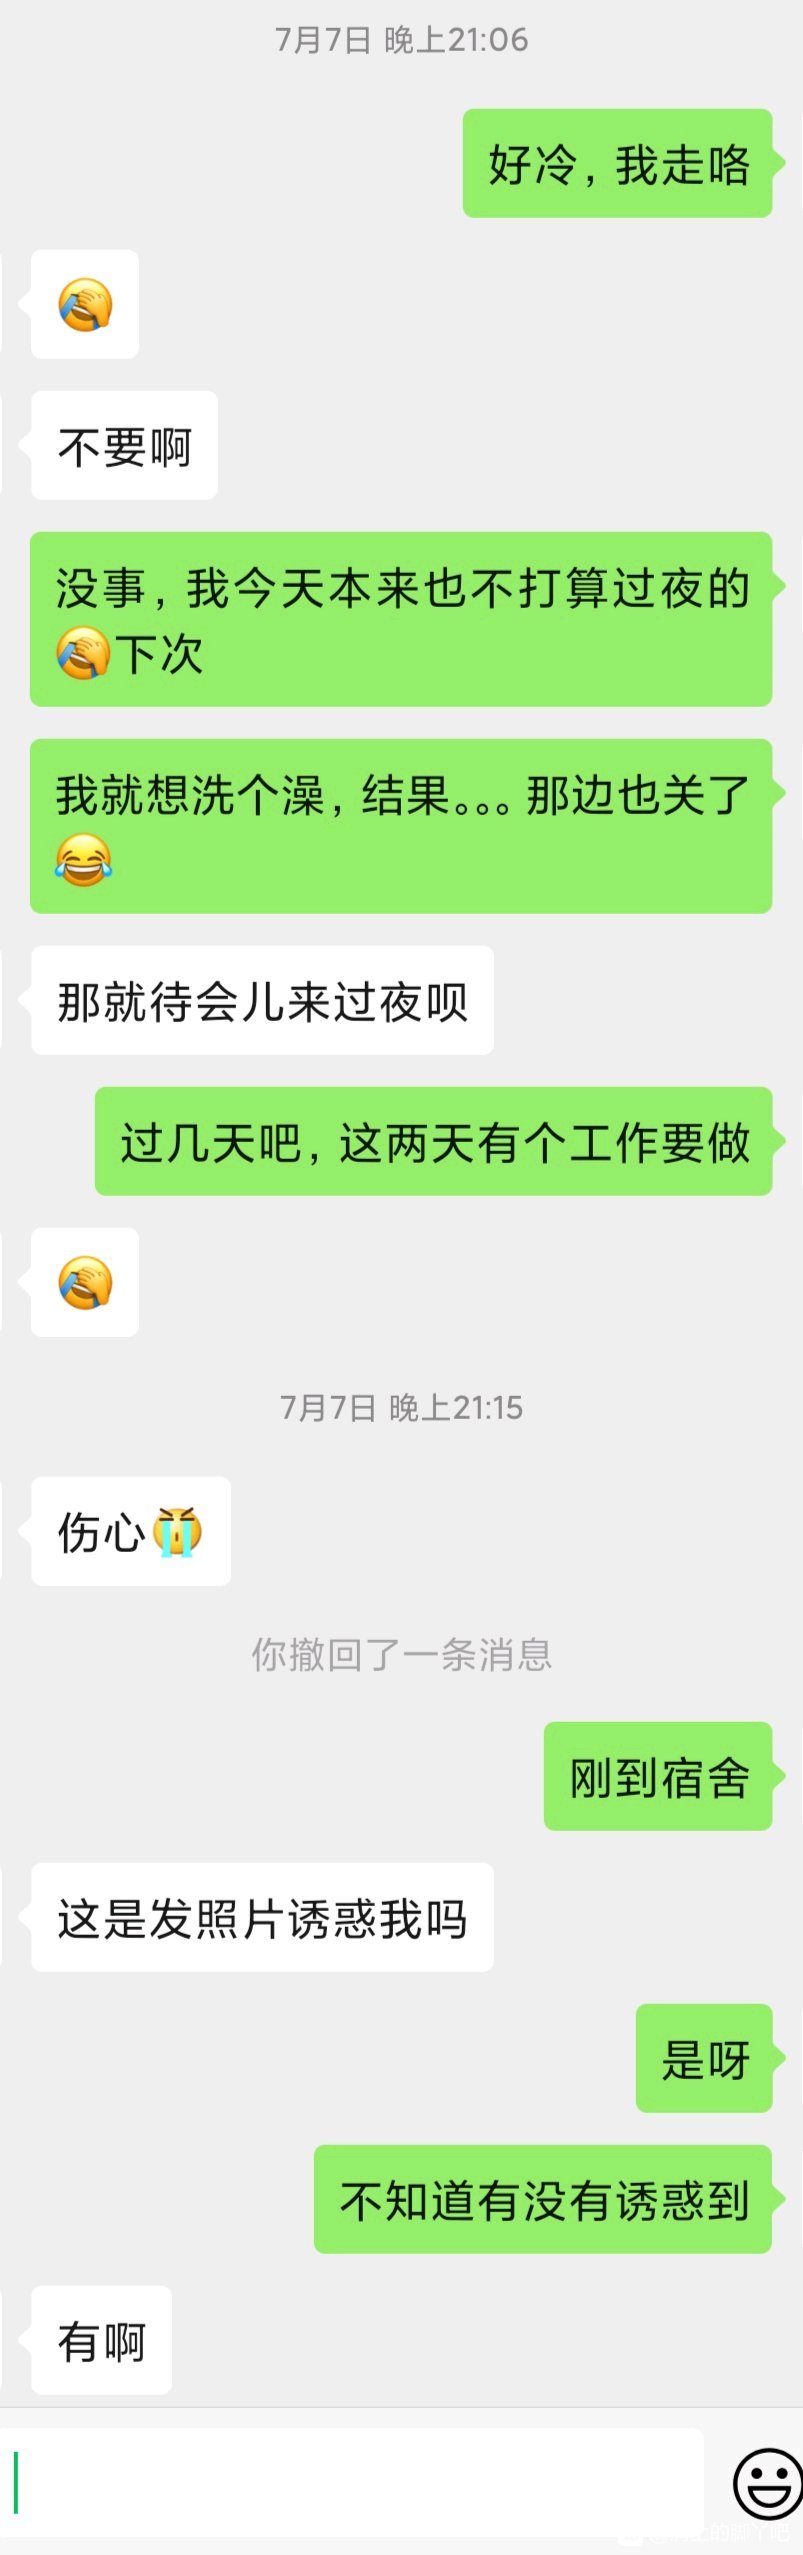 7月7日 晚上21:06
好冷，我走咯
🤦
不要啊
没事，我今天本来也不打算过夜的
🤦下次
我就想洗个澡，结果。。。那边也关了
😂
那就待会儿来过夜呗
过几天吧，这两天有个工作要做
🤦
7月7日 晚上21:15
伤心😭
你撤回了一条消息
刚到宿舍
这是发照片诱惑我吗
是呀
不知道有没有诱惑到
有啊